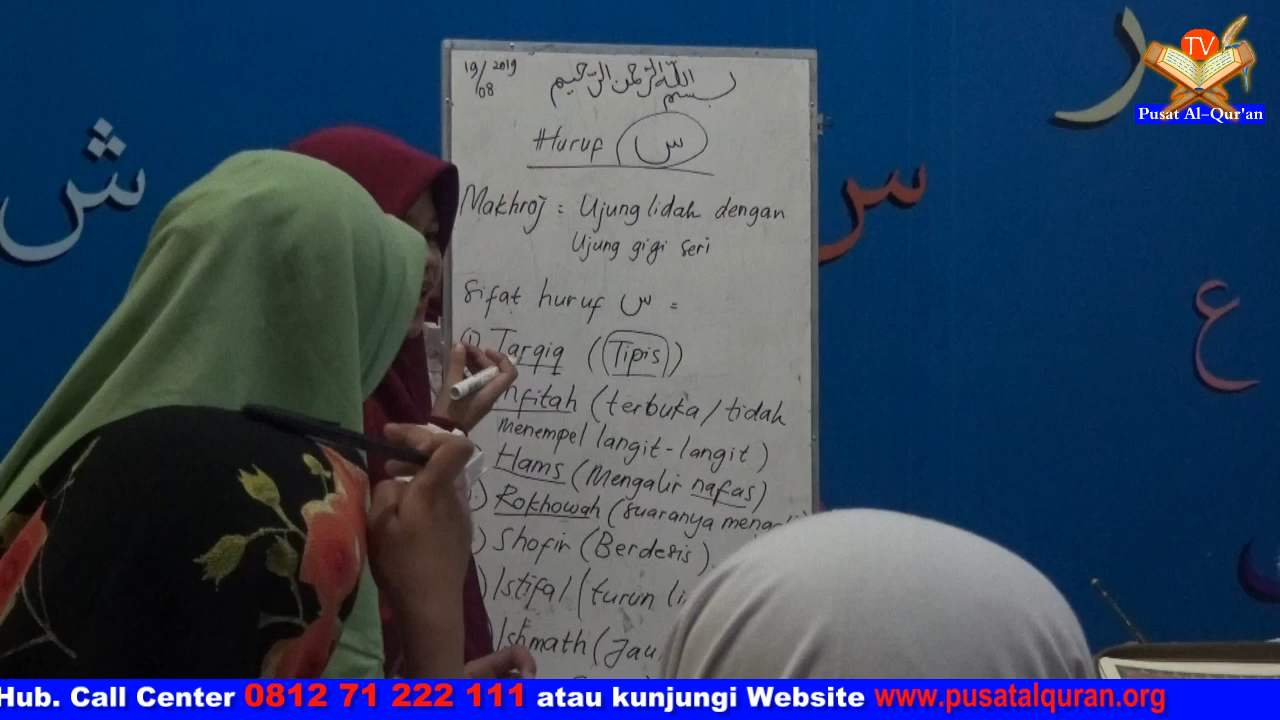 19/08 2019
بسم الله الرحمن الرحيم
Huruf س
Makhroj = Ujung lidah dengan
Ujung gigi seri
Sifat huruf س =
1) Tarqiq ((Tipis))
Infitah (terbuka/tidak
menempel langit-langit)
Hams (Mengalir nafas)
Rokhowah (Suaranya
Shofir (Berdesis)
Istifal (turun
Ishmath (
ش
ر
س
ع
TV
Pusat Al-Qur'an
Hub. Call Center 0812 71 222 111 atau kunjungi Website www.pusatalquran.org